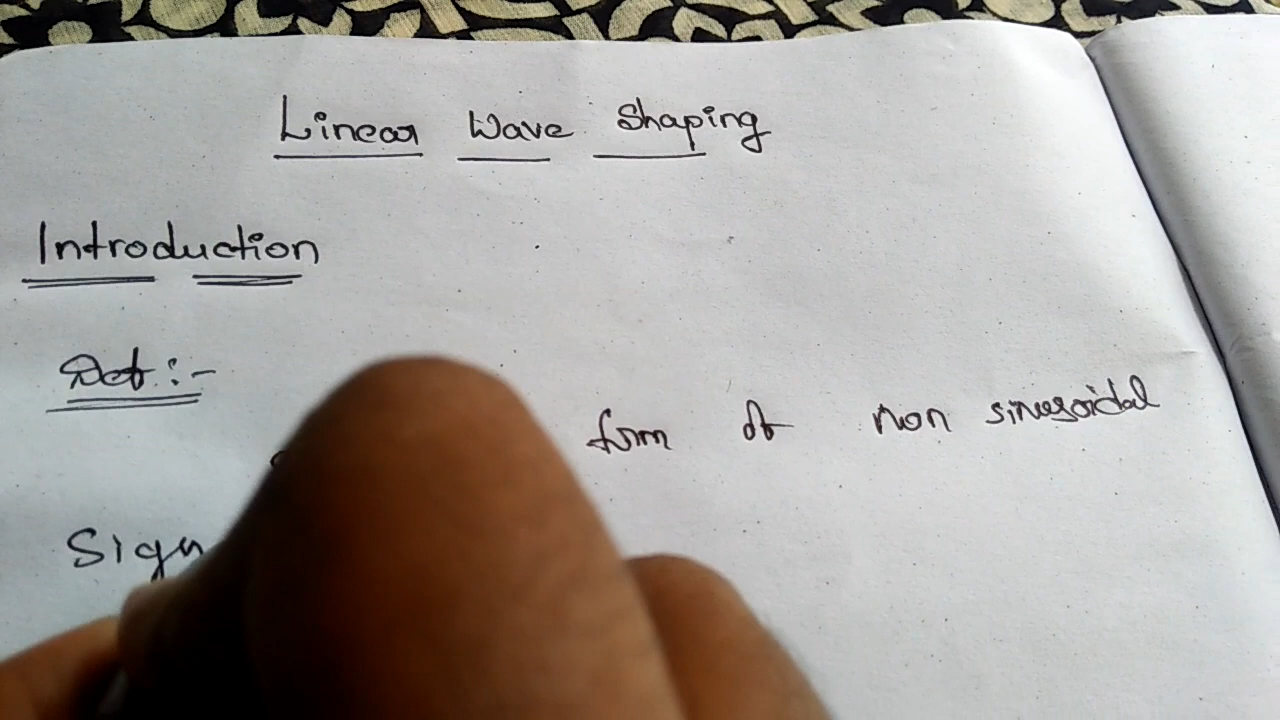 Linear Wave Shaping
Introduction
Def :-
form of non sinusoidal
Sign